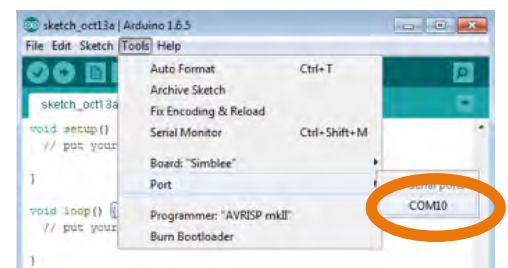 sketch_oct13a | Arduino 1.6.5
File Edit Sketch Tools Help
Auto Format Ctrl+T
Archive Sketch
sketch_oct13a
Fix Encoding & Reload
void setup()
Serial Monitor Ctrl+Shift+M
// put your
Board: "Simblee"
}
Port
Serial ports
COM10
void loop() {
Programmer: "AVRISP mkII"
// put your
Burn Bootloader
}